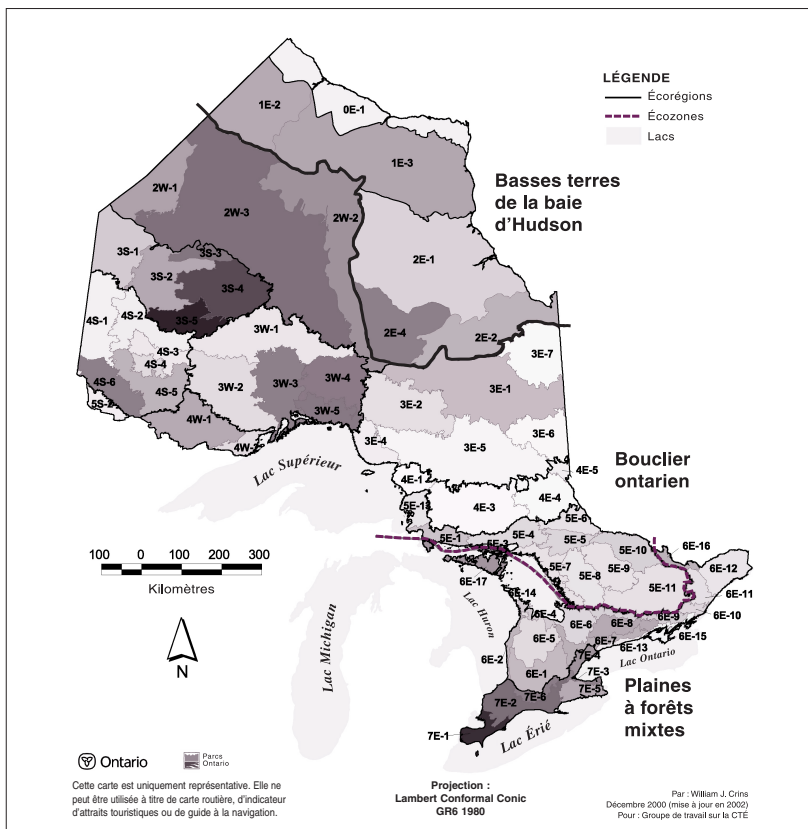 LÉGENDE
Écorégions
Écozones
Lacs
0E-1
1E-2
1E-3
Basses terres
de la baie
d'Hudson
2W-1
2W-3
2W-2
2E-1
3S-1
3S-3
3S-2
3S-4
3S-5
2E-4
2E-2
4S-1
4S-2
3W-1
4S-3
4S-4
3E-7
4S-6
4S-5
3W-2
3W-3
3W-4
3E-2
3E-1
4W-1
3W-5
3E-4
3E-5
3E-6
Lac Supérieur
4E-5
Bouclier
ontarien
4E-1
4E-3
4E-4
5E-13
5E-6
5E-1
5E-4
5E-5
5E-10
6E-16
6E-12
5E-7
5E-8
5E-9
5E-11
6E-17
6E-14
6E-11
6E-10
6E-4
6E-6
6E-8
6E-9
6E-15
6E-13
6E-7
6E-5
6E-2
6E-1
7E-4
Lac Ontario
7E-3
7E-5
7E-6
7E-2
7E-1
Lac Huron
Lac Michigan
Lac Érié
Plaines
à forêts
mixtes
100 0 100 200 300
Kilomètres
N
Ontario
Parcs
Ontario
Cette carte est uniquement représentative. Elle ne
peut être utilisée à titre de carte routière, d'indicateur
d'attraits touristiques ou de guide à la navigation.
Projection :
Lambert Conformal Conic
GR6 1980
Par : William J. Crins
Décembre 2000 (mise à jour en 2002)
Pour : Groupe de travail sur la CTÉ